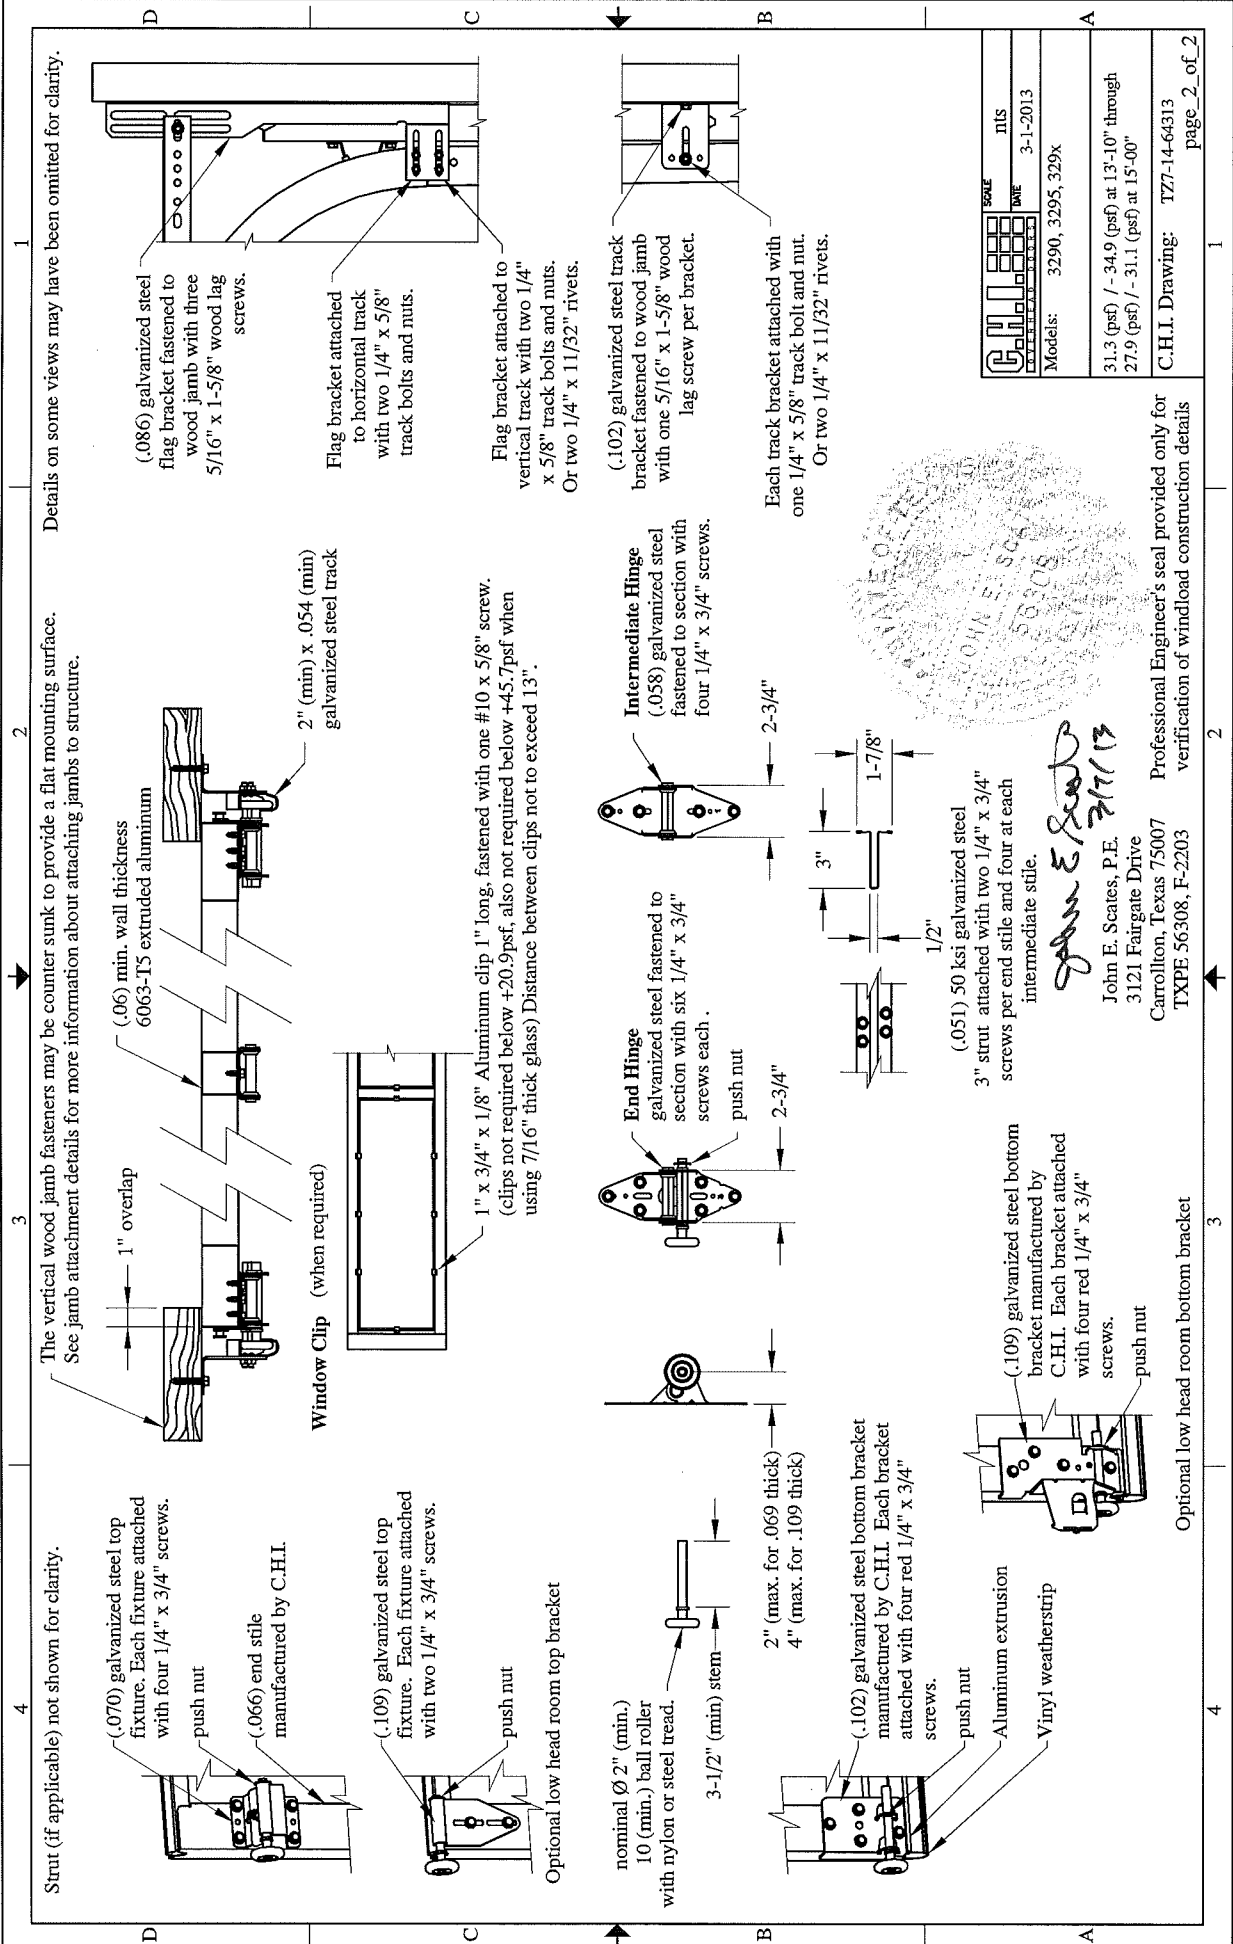 4
3
2
1
D
C
B
A
Strut (if applicable) not shown for clarity.
The vertical wood jamb fasteners may be counter sunk to provide a flat mounting surface.
See jamb attachment details for more information about attaching jambs to structure.
Details on some views may have been omitted for clarity.
(.070) galvanized steel top
fixture. Each fixture attached
with four 1/4" x 3/4" screws.
push nut
(.066) end stile
manufactured by C.H.I.
(.109) galvanized steel top
fixture. Each fixture attached
with two 1/4" x 3/4" screws.
push nut
Optional low head room top bracket
nominal Ø 2" (min.)
10 (min.) ball roller
with nylon or steel tread.
3-1/2" (min) stem
2" (max. for .069 thick)
4" (max. for .109 thick)
(.102) galvanized steel bottom bracket
manufactured by C.H.I. Each bracket
attached with four red 1/4" x 3/4"
screws.
push nut
Aluminum extrusion
Vinyl weatherstrip
1" overlap
(.06) min. wall thickness
6063-T5 extruded aluminum
2" (min) x .054 (min)
galvanized steel track
Window Clip (when required)
1" x 3/4" x 1/8" Aluminum clip 1" long, fastened with one #10 x 5/8" screw.
(clips not required below +20.9psf, also not required below +45.7psf when
using 7/16" thick glass) Distance between clips not to exceed 13".
End Hinge
galvanized steel fastened to
section with six 1/4" x 3/4"
screws each .
push nut
2-3/4"
Intermediate Hinge
(.058) galvanized steel
fastened to section with
four 1/4" x 3/4" screws.
2-3/4"
(.109) galvanized steel bottom
bracket manufactured by
C.H.I. Each bracket attached
with four red 1/4" x 3/4"
screws.
push nut
Optional low head room bottom bracket
3"
1-7/8"
1/2"
(.051) 50 ksi galvanized steel
3" strut attached with two 1/4" x 3/4"
screws per end stile and four at each
intermediate stile.
(.086) galvanized steel
flag bracket fastened to
wood jamb with three
5/16" x 1-5/8" wood lag
screws.
Flag bracket attached
to horizontal track
with two 1/4" x 5/8"
track bolts and nuts.
Flag bracket attached to
vertical track with two 1/4"
x 5/8" track bolts and nuts.
Or two 1/4" x 11/32" rivets.
(.102) galvanized steel track
bracket fastened to wood jamb
with one 5/16" x 1-5/8" wood
lag screw per bracket.
Each track bracket attached with
one 1/4" x 5/8" track bolt and nut.
Or two 1/4" x 11/32" rivets.
John E Scates
3/7/13
John E. Scates, P.E.
3121 Fairgate Drive
Carrollton, Texas 75007
TXPE 56308, F-2203
Professional Engineer's seal provided only for
verification of windload construction details
JOHN E. SCA
56308
C.H.I.
OVERHEAD DOORS
SCALE nts
DATE 3-1-2013
Models: 3290, 3295, 329x
31.3 (psf) / - 34.9 (psf) at 13'-10" through
27.9 (psf) / - 31.1 (psf) at 15'-00"
C.H.I. Drawing: TZ7-14-64313
page_2_of_2
4
3
2
1
D
C
B
A